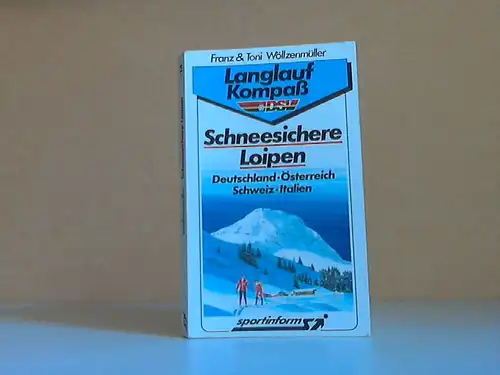 Franz & Toni Wöllzenmüller
Langlauf
Kompaß
DSV
Schneesichere
Loipen
Deutschland·Österreich
Schweiz·Italien
sportinform